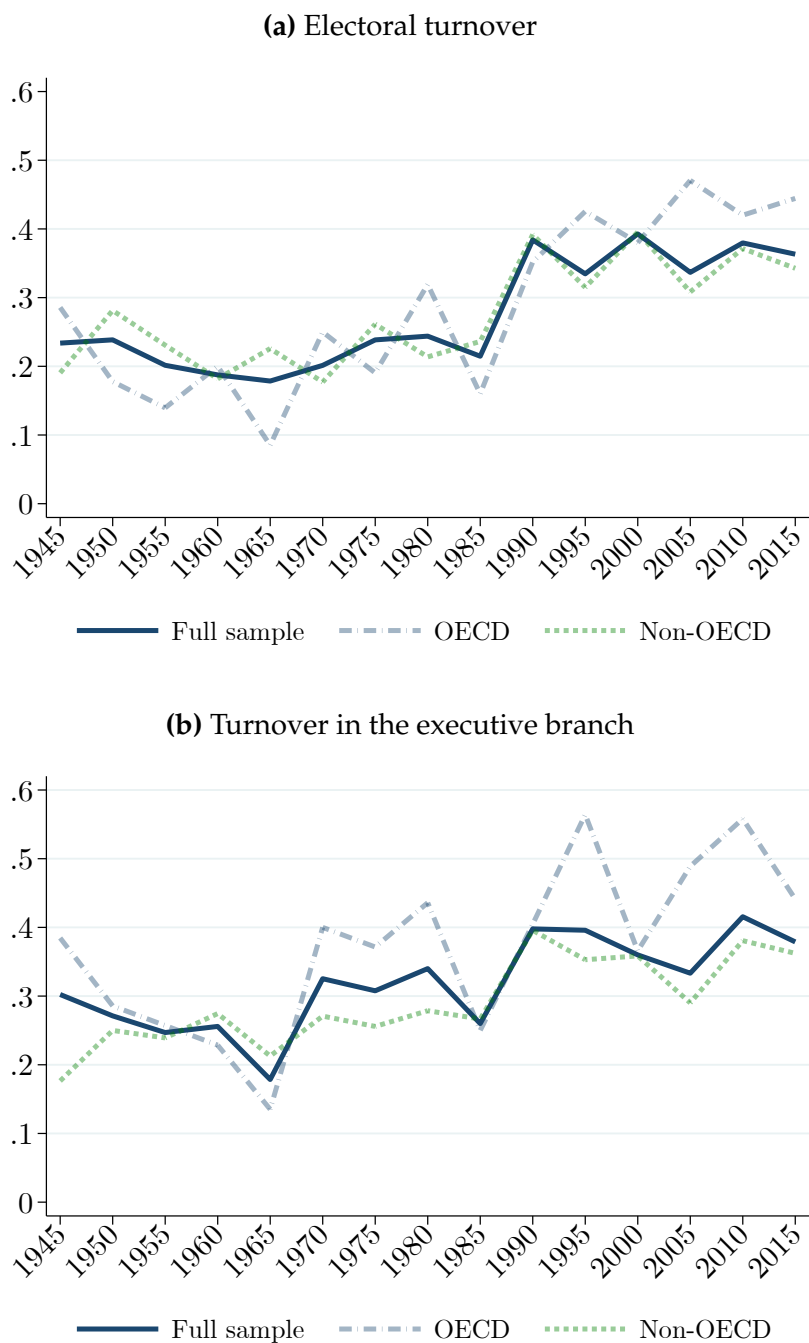 (a) Electoral turnover
.6
.5
.4
.3
.2
.1
0
1945 1950 1955 1960 1965 1970 1975 1980 1985 1990 1995 2000 2005 2010 2015
Full sample OECD Non-OECD
(b) Turnover in the executive branch
.6
.5
.4
.3
.2
.1
0
1945 1950 1955 1960 1965 1970 1975 1980 1985 1990 1995 2000 2005 2010 2015
Full sample OECD Non-OECD